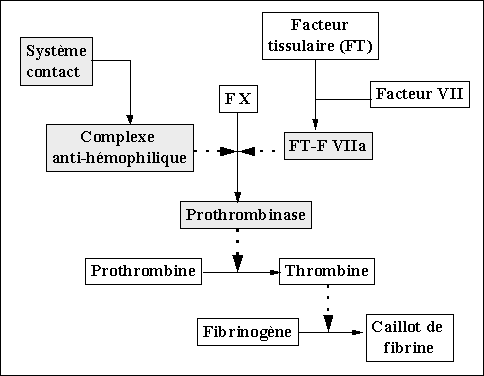 Système
contact
Facteur
tissulaire (FT)
F X
Facteur VII
Complexe
anti-hémophilique
FT-F VIIa
Prothrombinase
Prothrombine
Thrombine
Fibrinogène
Caillot de
fibrine